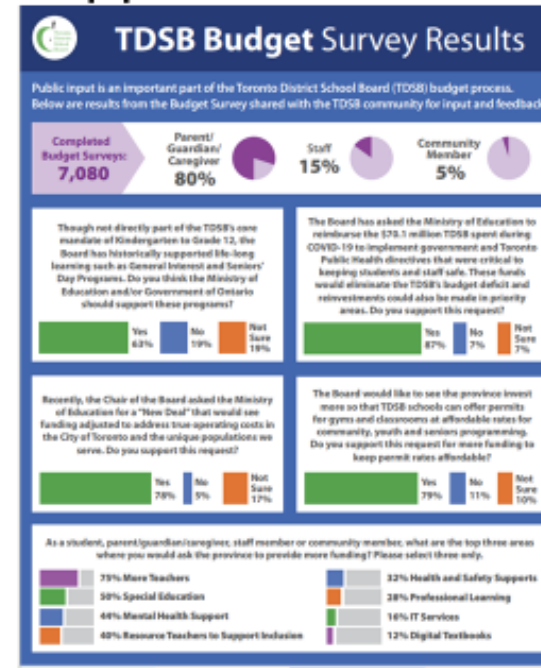 TDSB Budget Survey Results
Public input is an important part of the Toronto District School Board (TDSB) budget process.
Below are results from the Budget Survey shared with the TDSB community for input and feedback
Completed
Budget Surveys:
7,080
Parent/
Guardian/
Caregiver
80%
Staff
15%
Community
Member
5%
Though not directly part of the TDSB's core
mandate of Kindergarten to Grade 12, the
Board has historically supported life-long
learning such as General Interest and Seniors'
Day Programs. Do you think the Ministry of
Education and/or Government of Ontario
should support these programs?
Yes
63%
No
19%
Not
Sure
19%
The Board has asked the Ministry of Education to
reimburse the $70.1 million TDSB spent during
COVID-19 to implement government and Toronto
Public Health directives that were critical to
keeping students and staff safe. These funds
would eliminate the TDSB's budget deficit and
reinvestments could also be made in priority
areas. Do you support this request?
Yes
87%
No
7%
Not
Sure
7%
Recently, the Chair of the Board asked the Ministry
of Education for a "New Deal" that would see
funding adjusted to address true operating costs in
the City of Toronto and the unique populations we
serve. Do you support this request?
Yes
78%
No
5%
Not
Sure
17%
The Board would like to see the province invest
more so that TDSB schools can offer permits
for gyms and classrooms at affordable rates for
community, youth and seniors programming.
Do you support this request for more funding to
keep permit rates affordable?
Yes
79%
No
11%
Not
Sure
10%
As a student, parent/guardian/caregiver, staff member or community member, what are the top three areas
where you would ask the province to provide more funding? Please select three only.
75% More Teachers
50% Special Education
44% Mental Health Support
40% Resource Teachers to Support Inclusion
32% Health and Safety Supports
28% Professional Learning
16% IT Services
12% Digital Textbooks